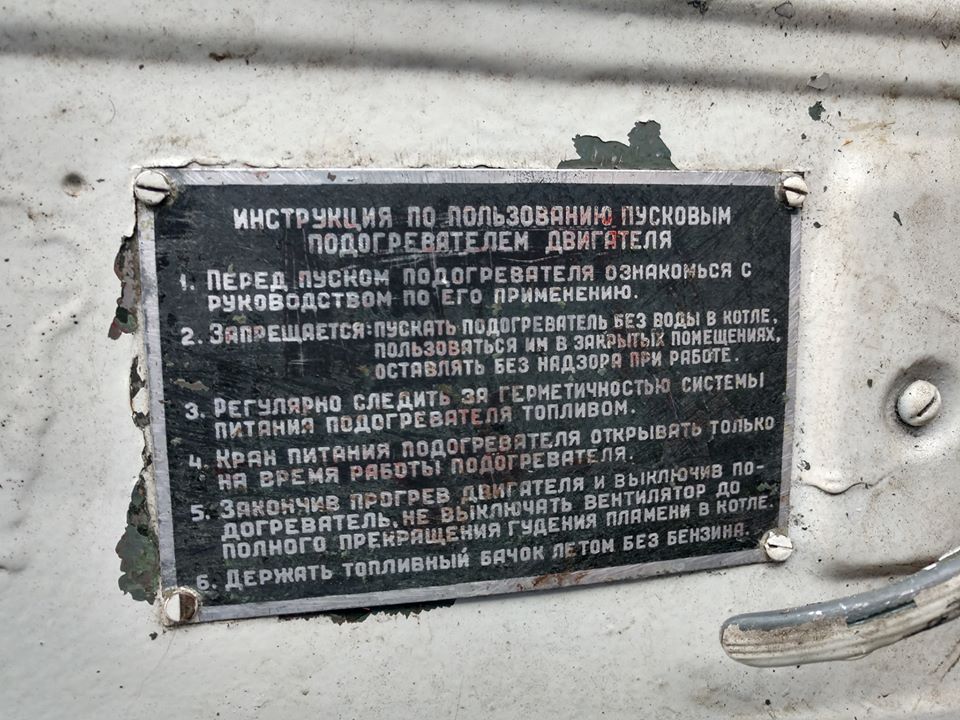 ИНСТРУКЦИЯ ПО ПОЛЬЗОВАНИЮ ПУСКОВЫМ
ПОДОГРЕВАТЕЛЕМ ДВИГАТЕЛЯ
1. ПЕРЕД ПУСКОМ ПОДОГРЕВАТЕЛЯ ОЗНАКОМЬСЯ С
РУКОВОДСТВОМ ПО ЕГО ПРИМЕНЕНИЮ.
2. ЗАПРЕЩАЕТСЯ: ПУСКАТЬ ПОДОГРЕВАТЕЛЬ БЕЗ ВОДЫ В КОТЛЕ,
ПОЛЬЗОВАТЬСЯ ИМ В ЗАКРЫТЫХ ПОМЕЩЕНИЯХ,
ОСТАВЛЯТЬ БЕЗ НАДЗОРА ПРИ РАБОТЕ.
3. РЕГУЛЯРНО СЛЕДИТЬ ЗА ГЕРМЕТИЧНОСТЬЮ СИСТЕМЫ
ПИТАНИЯ ПОДОГРЕВАТЕЛЯ ТОПЛИВОМ.
4. КРАН ПИТАНИЯ ПОДОГРЕВАТЕЛЯ ОТКРЫВАТЬ ТОЛЬКО
НА ВРЕМЯ РАБОТЫ ПОДОГРЕВАТЕЛЯ.
5. ЗАКОНЧИВ ПРОГРЕВ ДВИГАТЕЛЯ И ВЫКЛЮЧИВ ПО-
ДОГРЕВАТЕЛЬ, НЕ ВЫКЛЮЧАТЬ ВЕНТИЛЯТОР ДО
ПОЛНОГО ПРЕКРАЩЕНИЯ ГУДЕНИЯ ПЛАМЕНИ В КОТЛЕ.
6. ДЕРЖАТЬ ТОПЛИВНЫЙ БАЧОК ЛЕТОМ БЕЗ БЕНЗИНА.